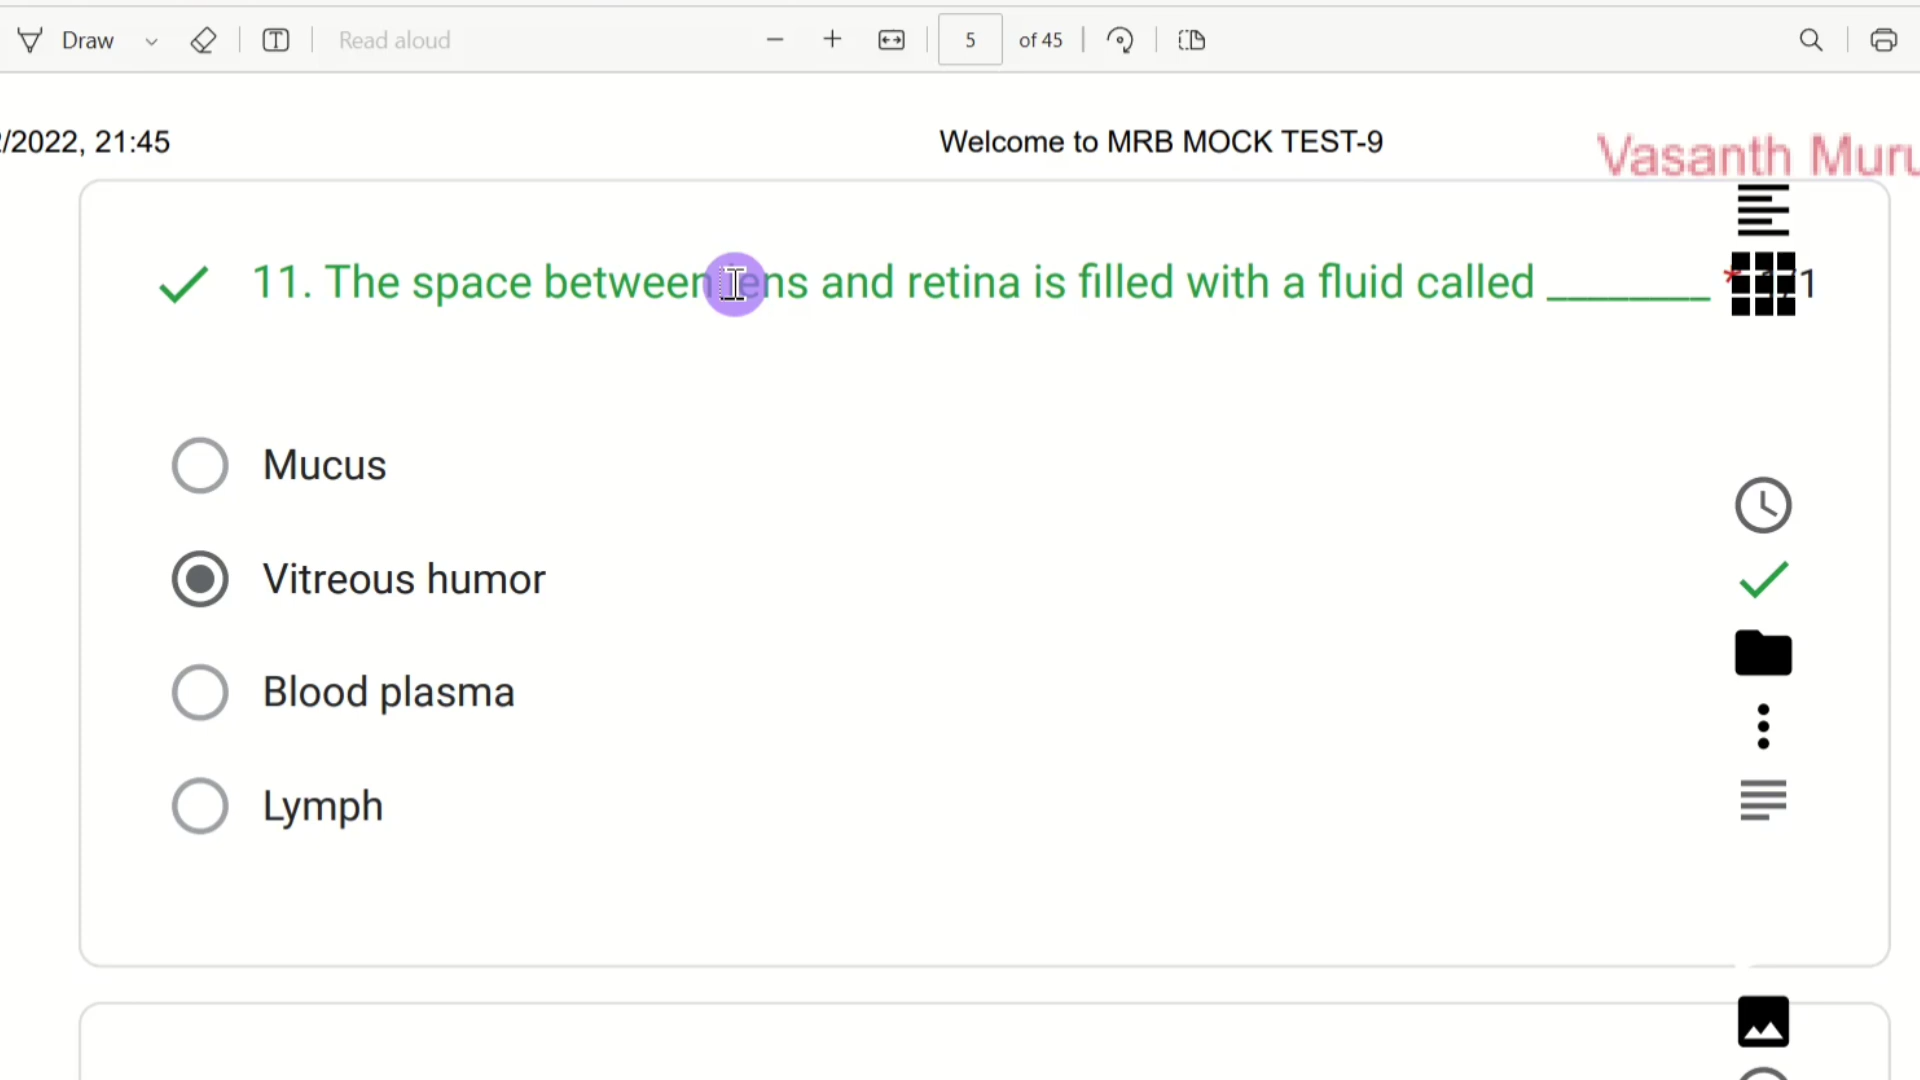 Draw
Read aloud
5 of 45
/2022, 21:45
Welcome to MRB MOCK TEST-9
Vasanth
11. The space between lens and retina is filled with a fluid called ________ *
Mucus
Vitreous humor
Blood plasma
Lymph